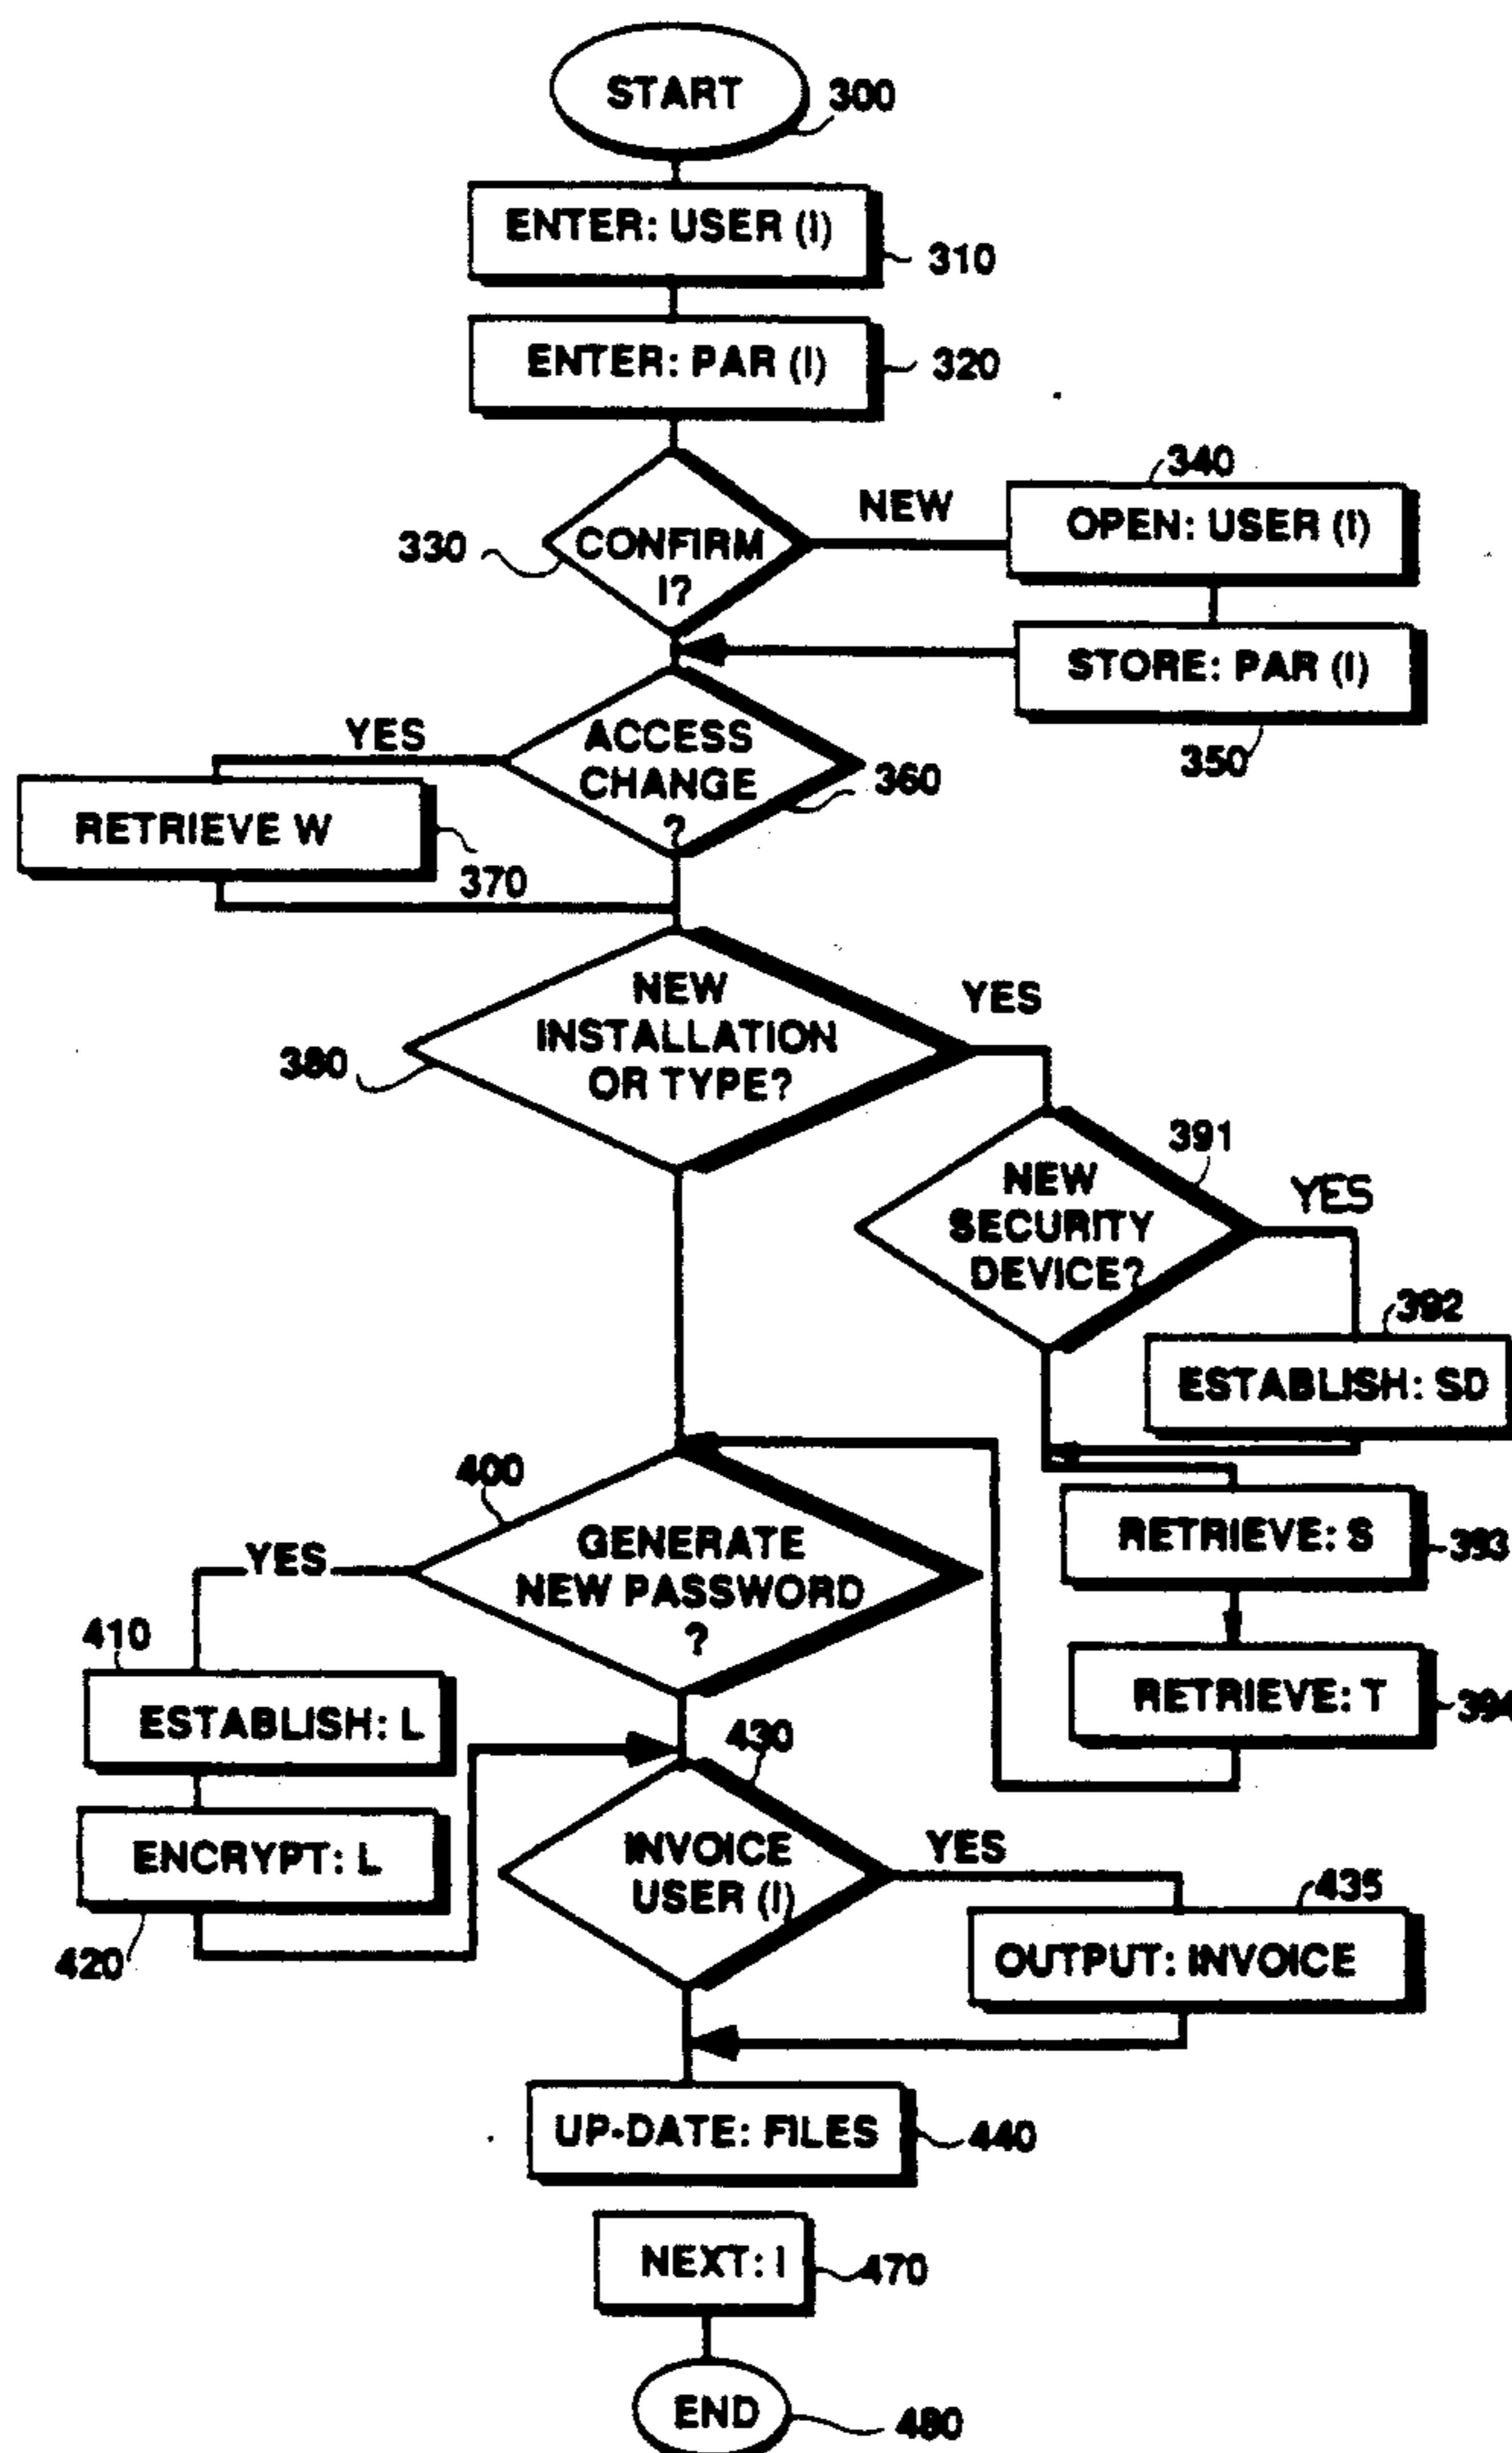 START
300
ENTER: USER (I)
310
ENTER: PAR (I)
320
340
NEW
OPEN: USER (I)
330
CONFIRM
I?
STORE: PAR (I)
350
YES
ACCESS
CHANGE
?
360
RETRIEVE W
370
NEW
INSTALLATION
OR TYPE?
YES
380
391
NEW
SECURITY
DEVICE?
YES
392
ESTABLISH: SD
400
GENERATE
NEW PASSWORD
?
YES
RETRIEVE: S
393
410
ESTABLISH: L
RETRIEVE: T
394
430
ENCRYPT: L
420
INVOICE
USER (I)
YES
435
OUTPUT: INVOICE
UP-DATE: FILES
440
NEXT: I
470
END
480